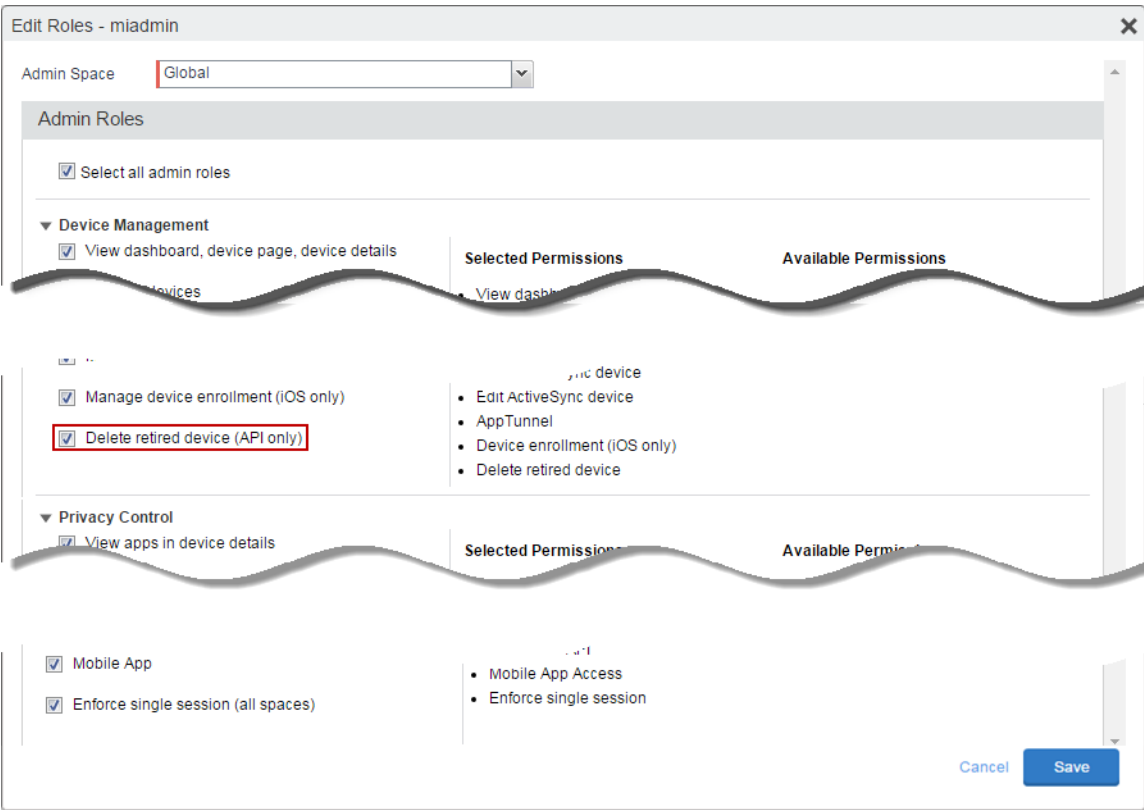 Edit Roles - miadmin
Admin Space
Global
Admin Roles
Select all admin roles
Device Management
View dashboard, device page, device details
Selected Permissions
Available Permissions
View
Manage device enrollment (iOS only)
Delete retired device (API only)
device
Edit ActiveSync device
AppTunnel
Device enrollment (iOS only)
Delete retired device
Privacy Control
View apps in device details
Selected Permissions
Available
Mobile App
Enforce single session (all spaces)
Mobile App Access
Enforce single session
Cancel
Save